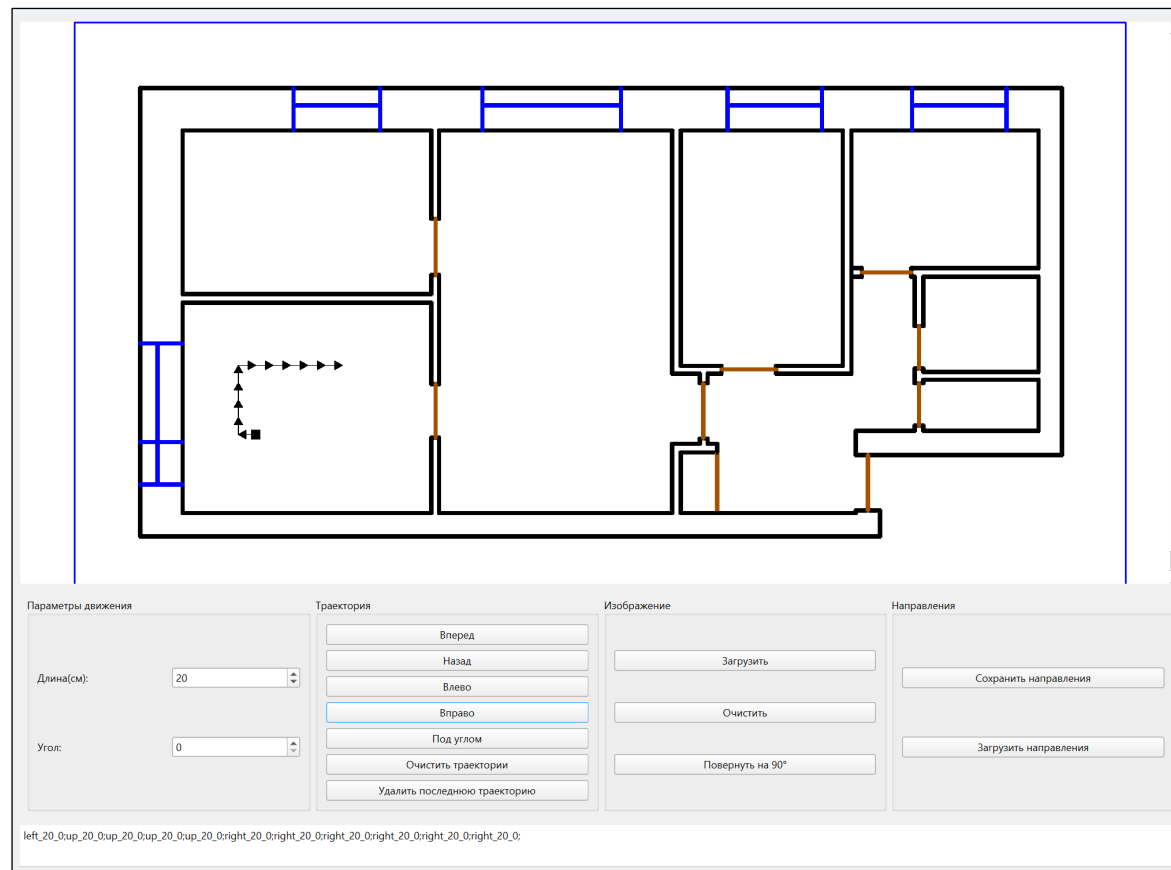 Параметры движения
Длина(см):
20
Угол:
0
Траектория
Вперед
Назад
Влево
Вправо
Под углом
Очистить траектории
Удалить последнюю траекторию
Изображение
Загрузить
Очистить
Повернуть на 90°
Направления
Сохранить направления
Загрузить направления
left_20_0;up_20_0;up_20_0;up_20_0;up_20_0;right_20_0;right_20_0;right_20_0;right_20_0;right_20_0;right_20_0;